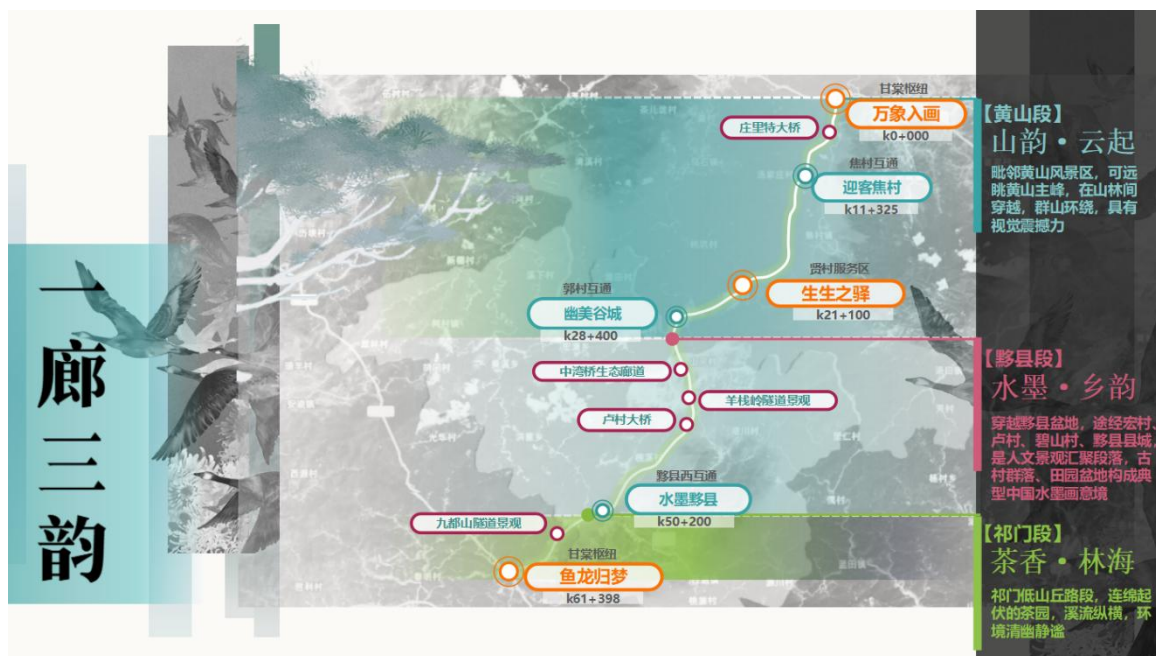 一廊三韵
甘棠枢纽
万象入画
k0+000
庄里特大桥
焦村互通
迎客焦村
k11+325
贤村服务区
生生之驿
k21+100
郭村互通
幽美谷城
k28+400
中湾桥生态廊道
羊栈岭隧道景观
卢村大桥
黟县西互通
水墨黟县
k50+200
九都山隧道景观
甘棠枢纽
鱼龙归梦
k61+398
【黄山段】
山韵·云起
毗邻黄山风景区，可远
眺黄山主峰，在山林间
穿越，群山环绕，具有
视觉震撼力
【黟县段】
水墨·乡韵
穿越黟县盆地，途经宏村、
卢村、碧山村、黟县县城，
是人文景观汇聚段落，古
村群落、田园盆地构成典
型中国水墨画意境
【祁门段】
茶香·林海
祁门低山丘路段，连绵起
伏的茶园，溪流纵横，环
境清幽静谧